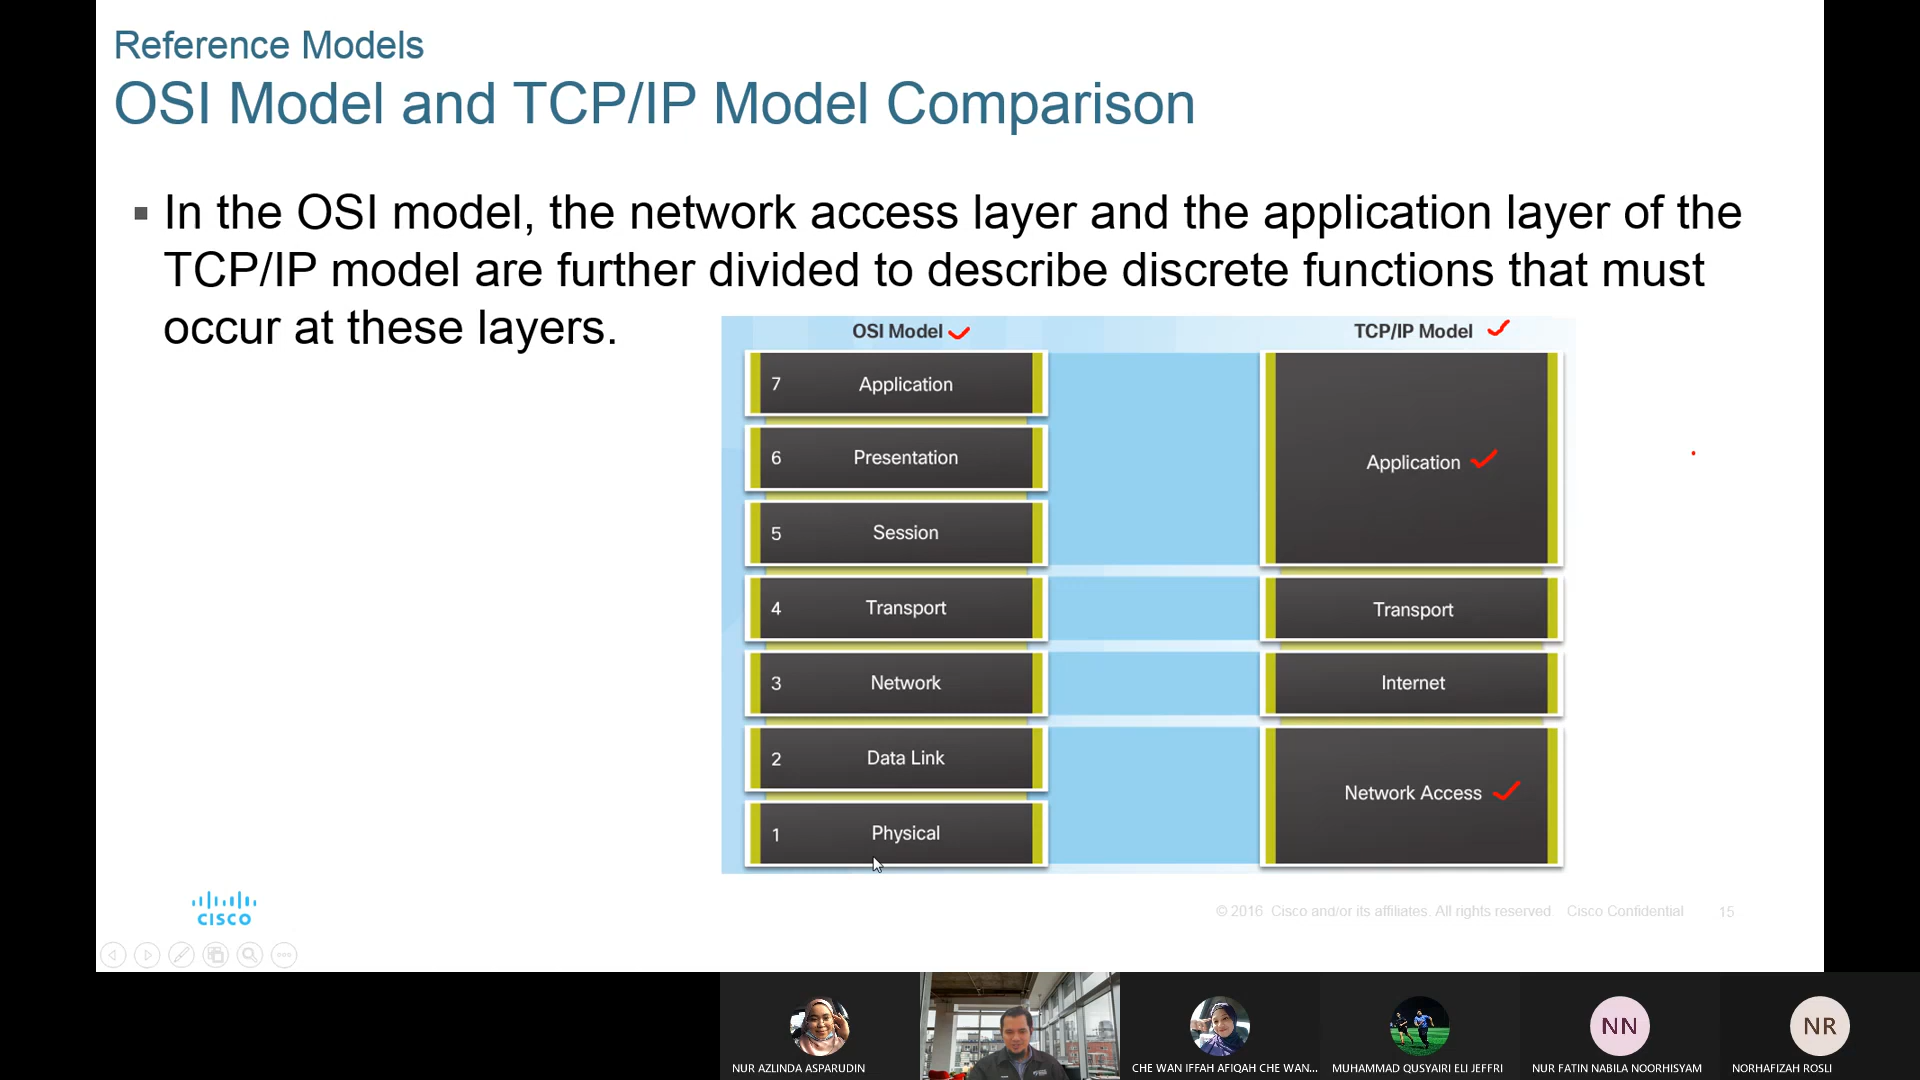 Reference Models
OSI Model and TCP/IP Model Comparison
▪ In the OSI model, the network access layer and the application layer of the
TCP/IP model are further divided to describe discrete functions that must
occur at these layers.
OSI Model
TCP/IP Model
7 Application
6 Presentation
5 Session
4 Transport
3 Network
2 Data Link
1 Physical
Application
Transport
Internet
Network Access
CISCO
© 2016 Cisco and/or its affiliates. All rights reserved. Cisco Confidential 15
NUR AZLINDA ASPARUDIN
CHE WAN IFFAH AFIQAH CHE WAN...
MUHAMMAD QUSYAIRI ELI JEFFRI
NN
NUR FATIN NABILA NOORHISYAM
NR
NORHAFIZAH ROSLI